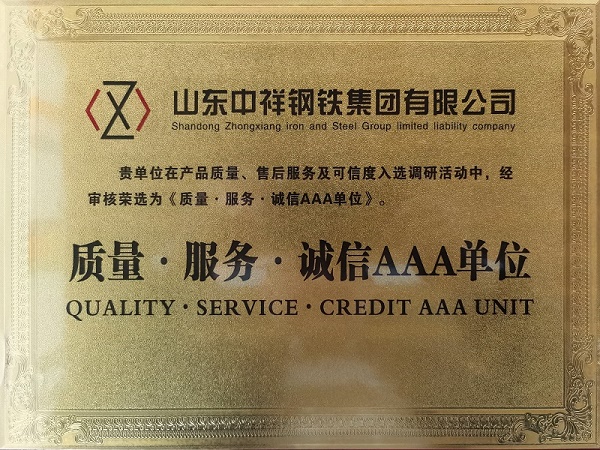 山东中祥钢铁集团有限公司
Shandong Zhongxiang iron and Steel Group limited liability company
贵单位在产品质量、售后服务及可信度入选调研活动中，经
审核荣选为《质量·服务·诚信AAA单位》。
质量·服务·诚信AAA单位
QUALITY·SERVICE·CREDIT AAA UNIT